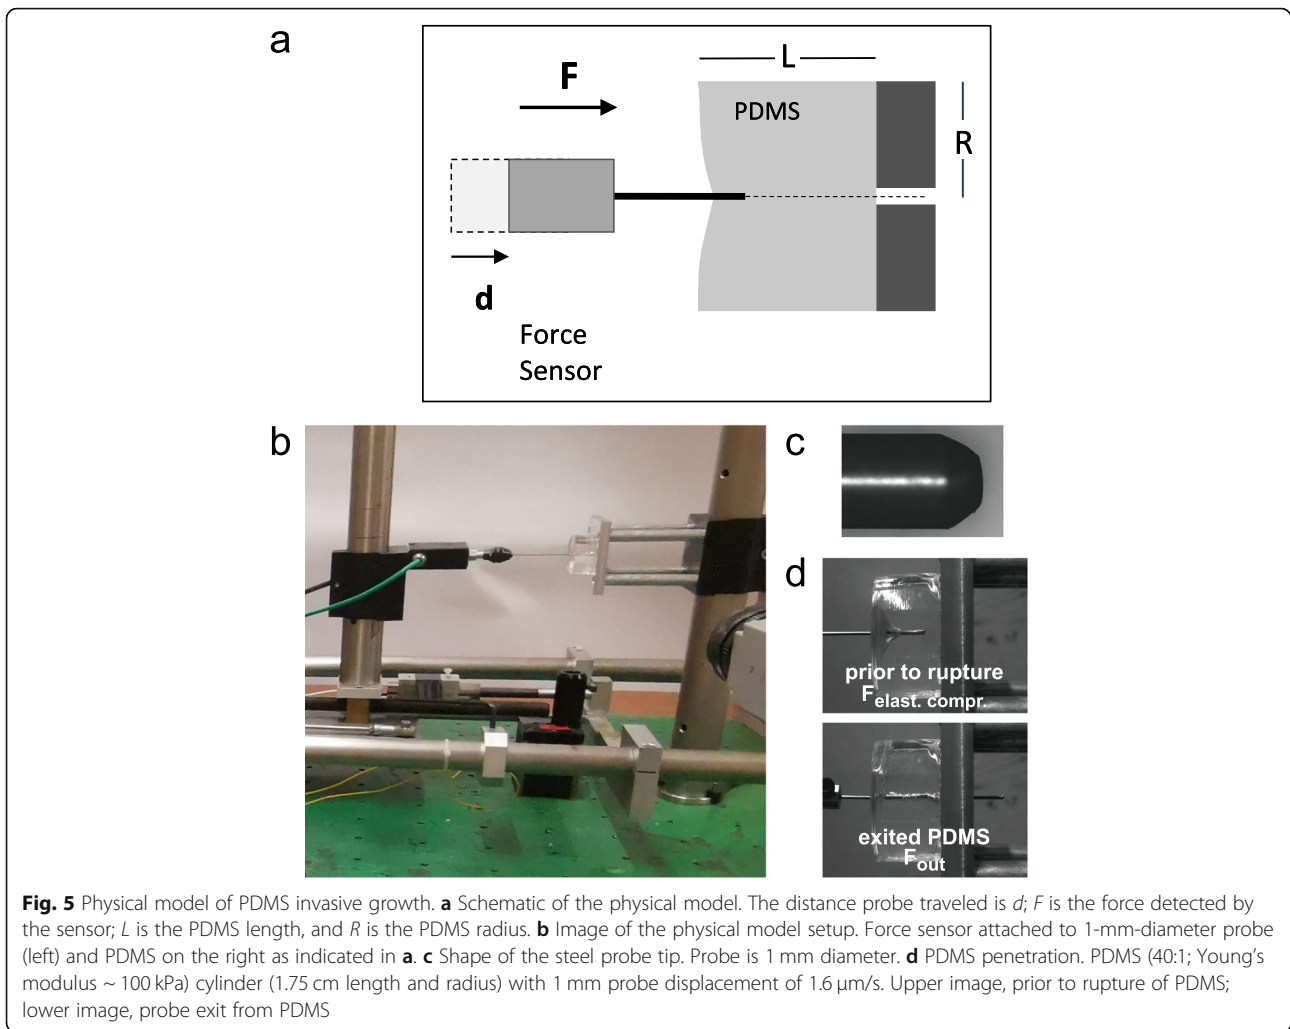 a
F
L
PDMS
R
d
Force
Sensor
b
c
d
prior to rupture
Felast. compr.
exited PDMS
Fout
Fig. 5 Physical model of PDMS invasive growth. a Schematic of the physical model. The distance probe traveled is d; F is the force detected by
the sensor; L is the PDMS length, and R is the PDMS radius. b Image of the physical model setup. Force sensor attached to 1-mm-diameter probe
(left) and PDMS on the right as indicated in a. c Shape of the steel probe tip. Probe is 1 mm diameter. d PDMS penetration. PDMS (40:1; Young's
modulus ~ 100 kPa) cylinder (1.75 cm length and radius) with 1 mm probe displacement of 1.6 μm/s. Upper image, prior to rupture of PDMS;
lower image, probe exit from PDMS